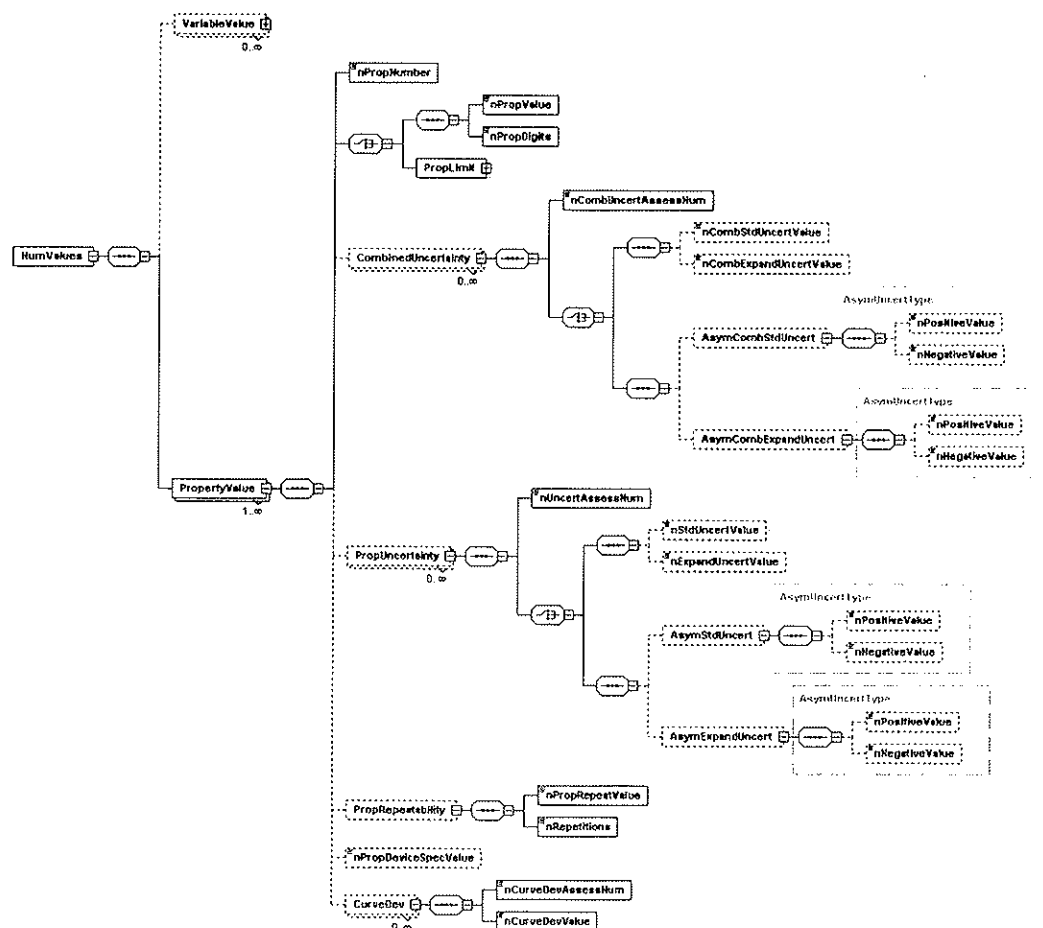 VariableValue
0..∞
nPropNumber
nPropValue
nPropDigits
PropLimit
nCombUncertAssessNum
nCombStdUncertValue
nCombExpandUncertValue
NumValues
CombinedUncertainty
0..∞
AsymUncertType
nPositiveValue
AsymCombStdUncert
nNegativeValue
AsymUncertType
nPositiveValue
AsymCombExpandUncert
nNegativeValue
PropertyValue
1..∞
nUncertAssessNum
nStdUncertValue
PropUncertainty
nExpandUncertValue
0..∞
AsymUncertType
nPositiveValue
AsymStdUncert
nNegativeValue
AsymUncertType
nPositiveValue
AsymExpandUncert
nNegativeValue
nPropRepeatValue
PropRepeatability
nRepetitions
nPropDeviceSpecValue
nCurveDevAssessNum
CurveDev
nCurveDevValue
0..∞